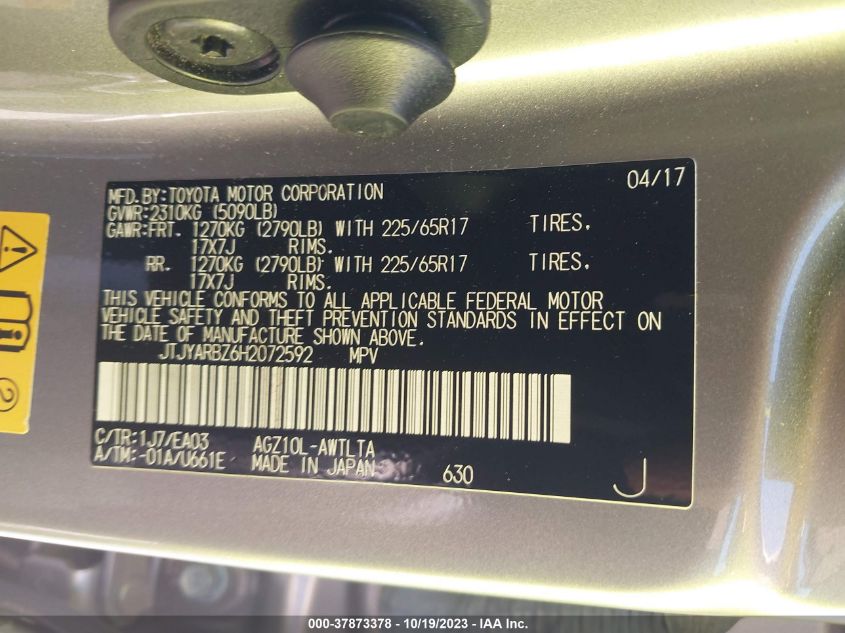 04/17
MFD.BY:TOYOTA MOTOR CORPORATION
GVWR:2310KG (5090LB)
GAWR:FRT. 1270KG (2790LB) WITH 225/65R17 TIRES.
17X7J RIMS.
RR. 1270KG (2790LB) WITH 225/65R17 TIRES.
17X7J RIMS.
THIS VEHICLE CONFORMS TO ALL APPLICABLE FEDERAL MOTOR
VEHICLE SAFETY AND THEFT PREVENTION STANDARDS IN EFFECT ON
THE DATE OF MANUFACTURE SHOWN ABOVE.
JTJYARBZ6H2072592 MPV
C/TR:1J7/EA03 AGZ10L-AWTLTA
A/TM:-01A/U661E MADE IN JAPAN 630 J
2
000-37873378 - 10/19/2023 - IAA Inc.